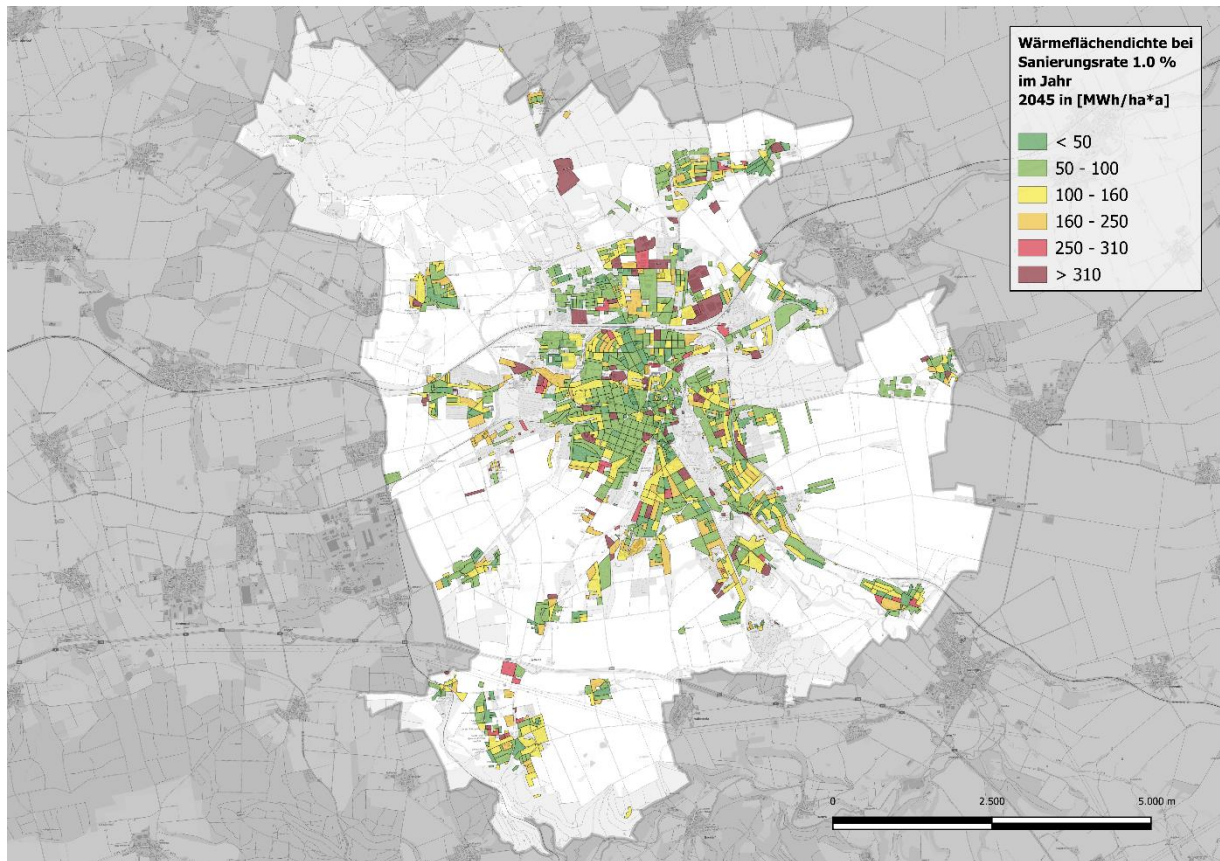 Wärmeflächendichte bei
Sanierungsrate 1.0 %
im Jahr
2045 in [MWh/ha*a]
< 50
50 - 100
100 - 160
160 - 250
250 - 310
> 310
0 2.500 5.000 m